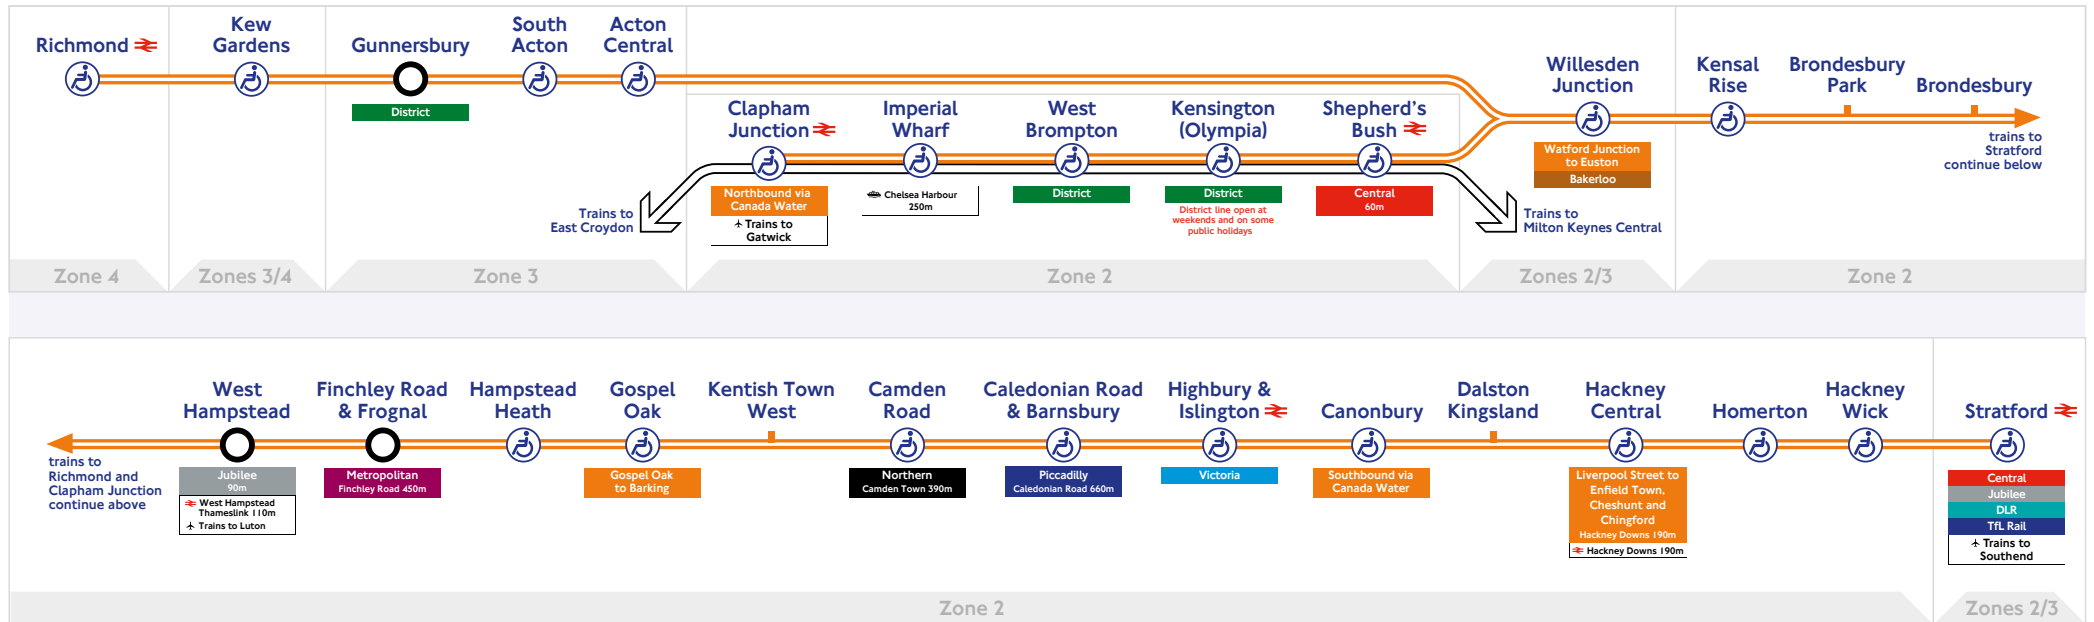 Richmond
Kew
Gardens
Gunnersbury
District
South
Acton
Acton
Central
Clapham
Junction
Northbound via
Canada Water
Trains to
Gatwick
Imperial
Wharf
Chelsea Harbour
250m
West
Brompton
District
Kensington
(Olympia)
District
District line open at
weekends and on some
public holidays
Shepherd's
Bush
Central
60m
Trains to
East Croydon
Trains to
Milton Keynes Central
Willesden
Junction
Watford Junction
to Euston
Bakerloo
Kensal
Rise
Brondesbury
Park
Brondesbury
trains to
Stratford
continue below
Zone 4
Zones 3/4
Zone 3
Zone 2
Zones 2/3
Zone 2
trains to
Richmond and
Clapham Junction
continue above
West
Hampstead
Jubilee
90m
West Hampstead
Thameslink 110m
Trains to Luton
Finchley Road
& Frognal
Metropolitan
Finchley Road 450m
Hampstead
Heath
Gospel
Oak
Gospel Oak
to Barking
Kentish Town
West
Camden
Road
Northern
Camden Town 390m
Caledonian Road
& Barnsbury
Piccadilly
Caledonian Road 660m
Highbury &
Islington
Victoria
Canonbury
Southbound via
Canada Water
Dalston
Kingsland
Hackney
Central
Liverpool Street to
Enfield Town,
Cheshunt and
Chingford
Hackney Downs 190m
Hackney Downs 190m
Homerton
Hackney
Wick
Stratford
Central
Jubilee
DLR
TfL Rail
Trains to
Southend
Zone 2
Zones 2/3